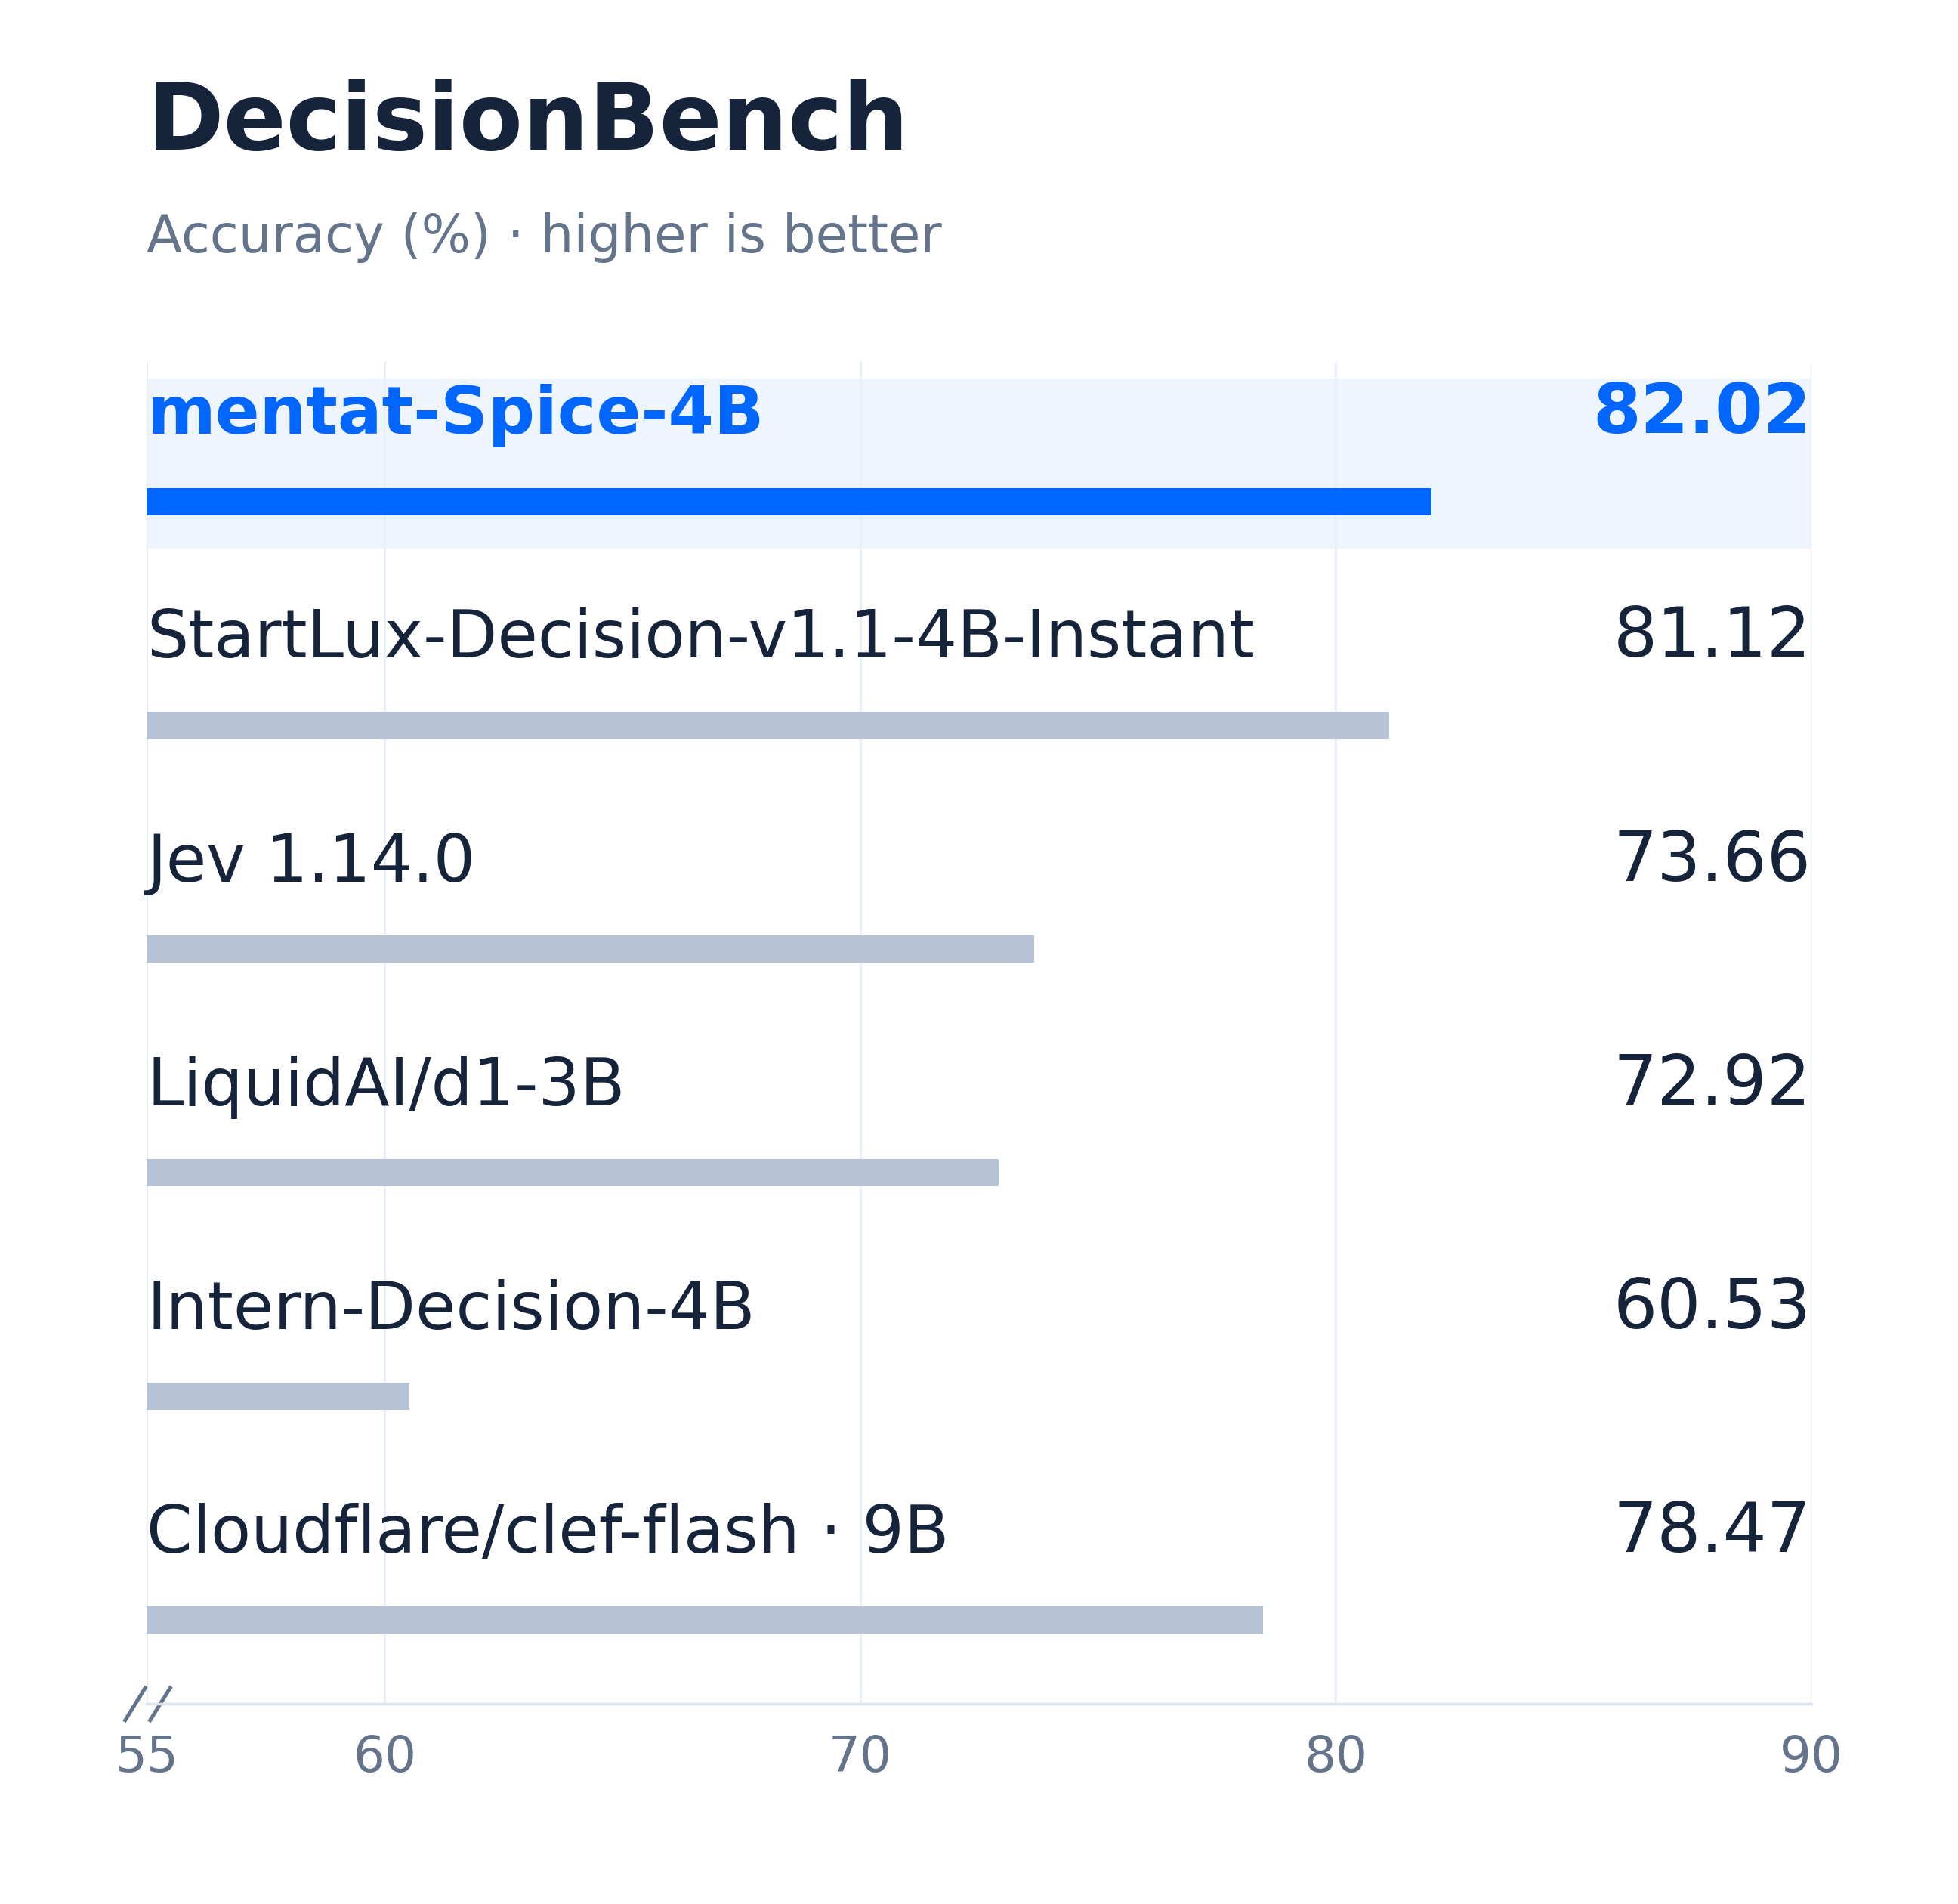 DecisionBench
Accuracy (%) · higher is better
mentat-Spice-4B 82.02
StartLux-Decision-v1.1-4B-Instant 81.12
Jev 1.14.0 73.66
LiquidAI/d1-3B 72.92
Intern-Decision-4B 60.53
Cloudflare/clef-flash · 9B 78.47
55 60 70 80 90